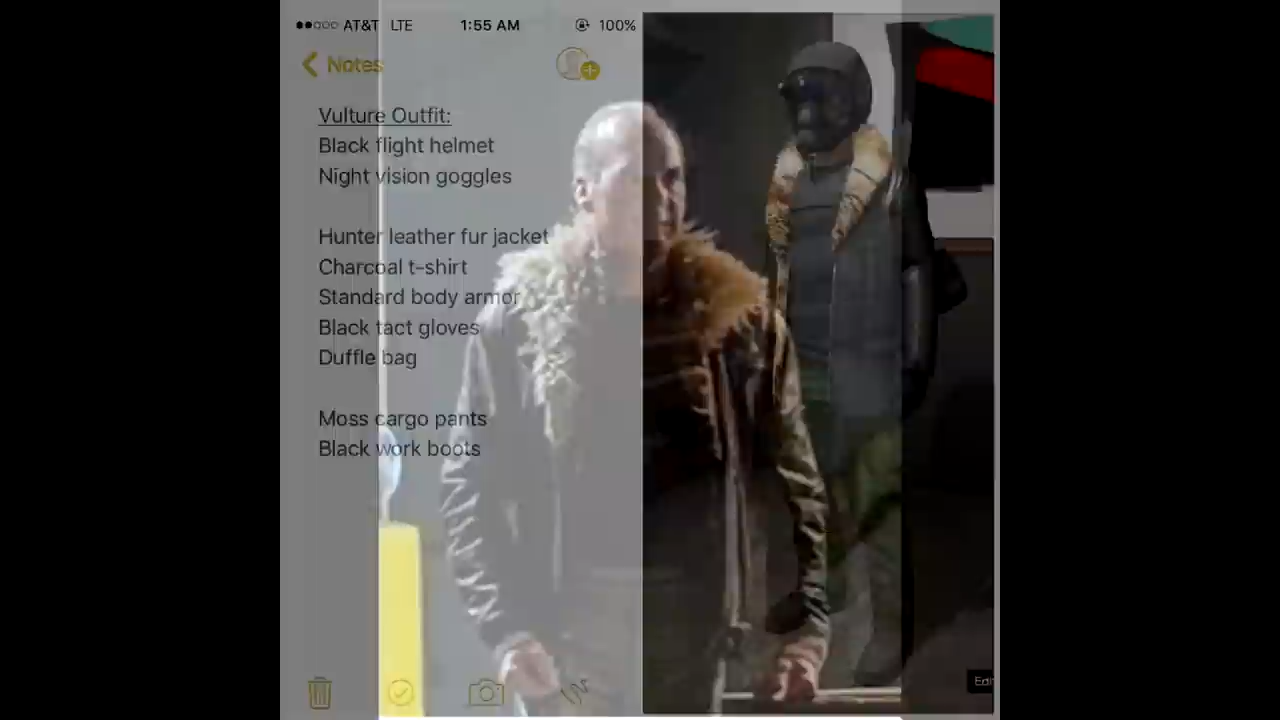 AT&T LTE 1:55 AM 100%
Notes
Vulture Outfit:
Black flight helmet
Night vision goggles
Hunter leather fur jacket
Charcoal t-shirt
Standard body armor
Black tact gloves
Duffle bag
Moss cargo pants
Black work boots